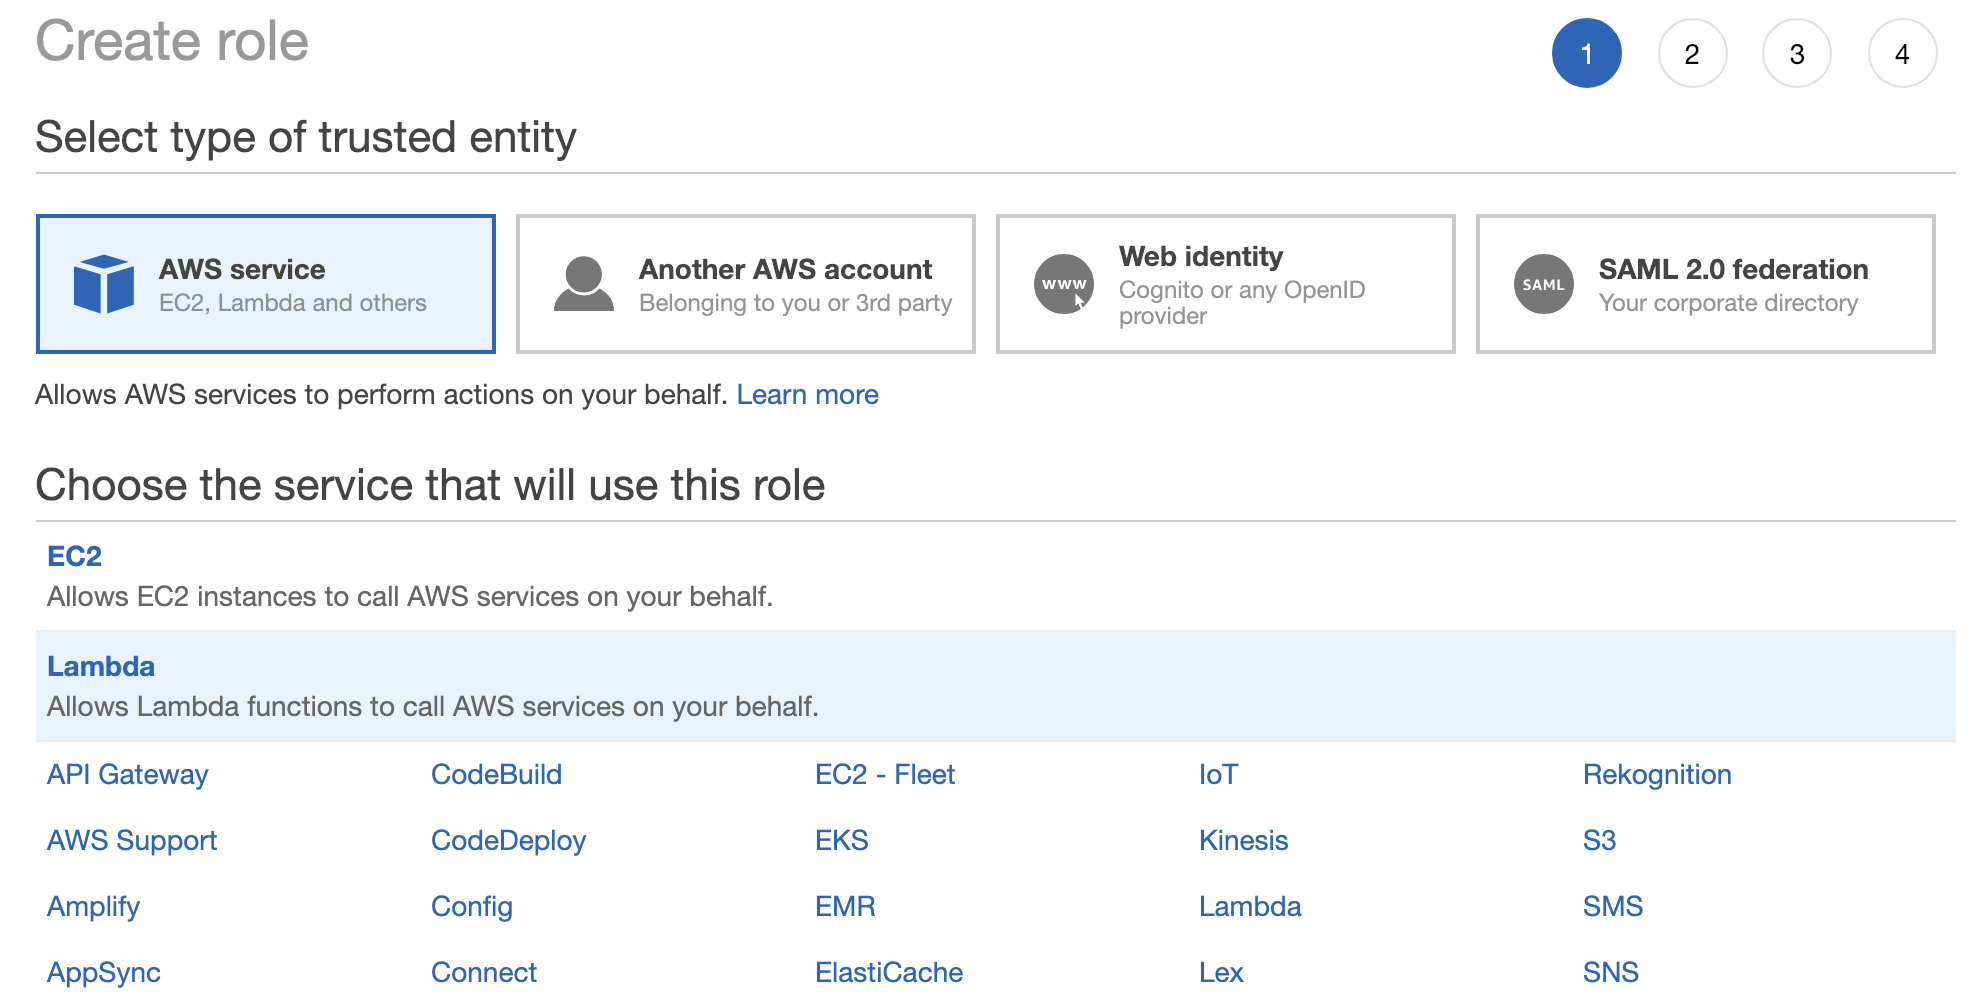 Create role
1 2 3 4
Select type of trusted entity
AWS service
EC2, Lambda and others
Another AWS account
Belonging to you or 3rd party
www
Web identity
Cognito or any OpenID
provider
SAML
SAML 2.0 federation
Your corporate directory
Allows AWS services to perform actions on your behalf. Learn more
Choose the service that will use this role
EC2
Allows EC2 instances to call AWS services on your behalf.
Lambda
Allows Lambda functions to call AWS services on your behalf.
API Gateway CodeBuild EC2 - Fleet IoT Rekognition
AWS Support CodeDeploy EKS Kinesis S3
Amplify Config EMR Lambda SMS
AppSync Connect ElastiCache Lex SNS